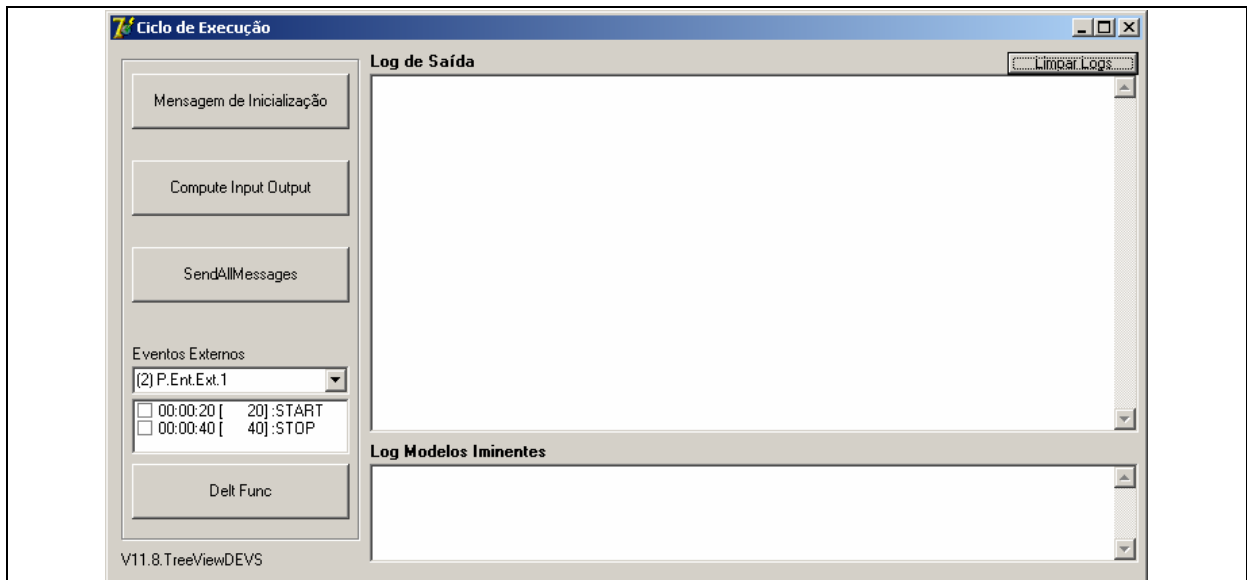 Ciclo de Execução
Log de Saída
Limpar Logs
Mensagem de Inicialização
Compute Input Output
SendAllMessages
Eventos Externos
(2) P.Ent.Ext.1
00:00:20 [ 20] :START
00:00:40 [ 40] :STOP
Delt Func
Log Modelos Iminentes
V11.8.TreeViewDEVS